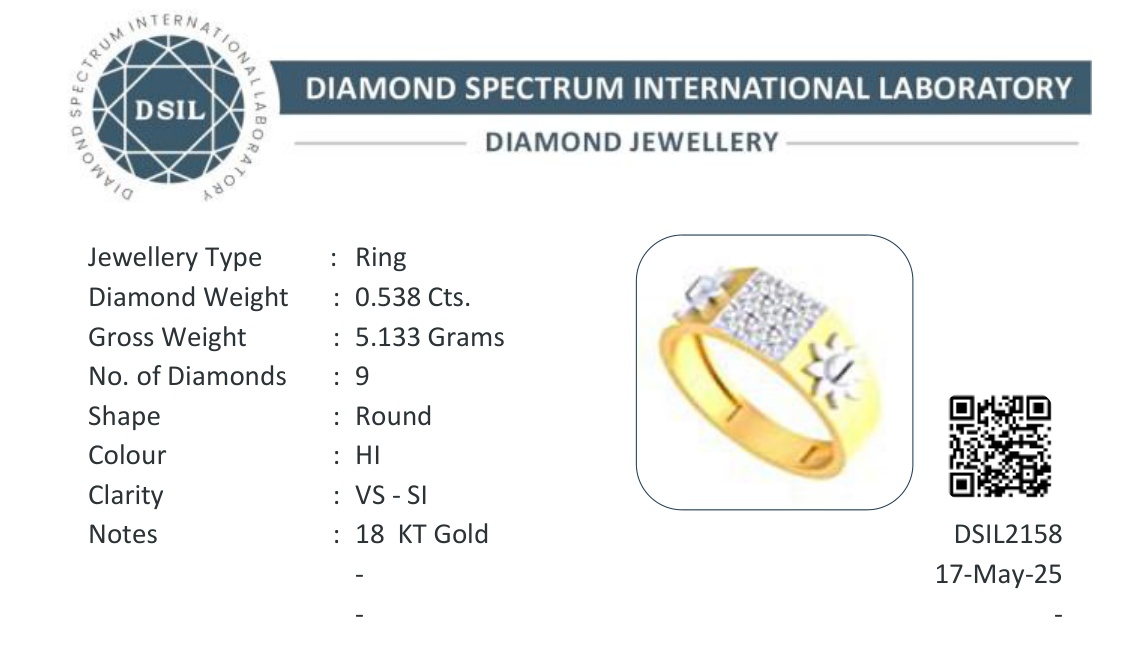 DIAMOND SPECTRUM INTERNATIONAL LABORATORY
DSIL
DIAMOND SPECTRUM INTERNATIONAL LABORATORY
DIAMOND JEWELLERY
Jewellery Type : Ring
Diamond Weight : 0.538 Cts.
Gross Weight : 5.133 Grams
No. of Diamonds : 9
Shape : Round
Colour : HI
Clarity : VS - SI
Notes : 18 KT Gold
-
-
DSIL2158
17-May-25
-